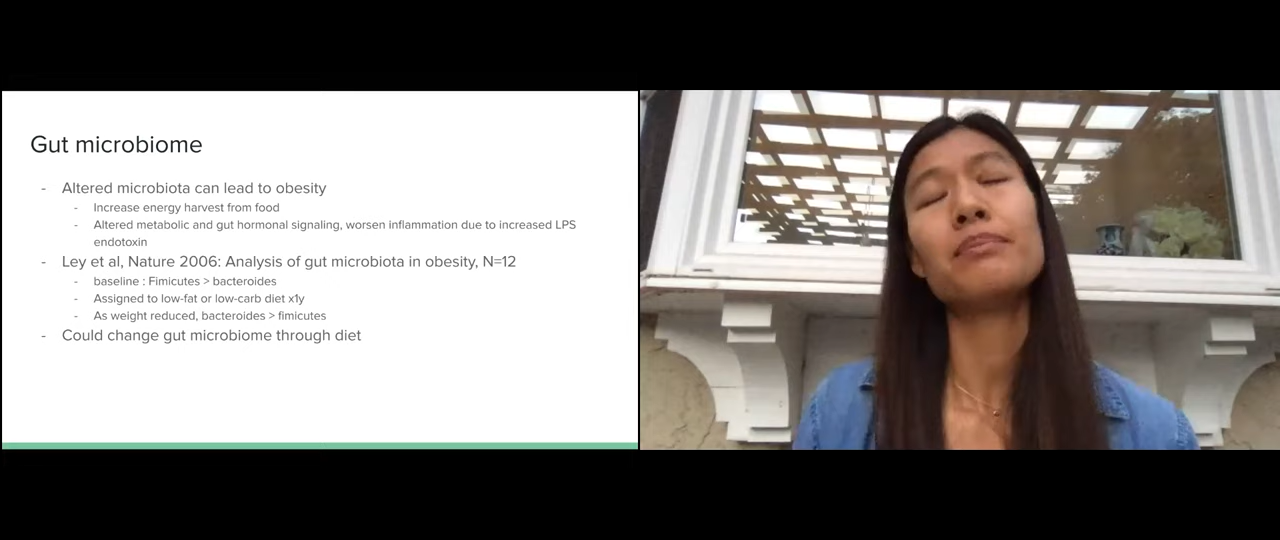 Gut microbiome
- Altered microbiota can lead to obesity
- Increase energy harvest from food
- Altered metabolic and gut hormonal signaling, worsen inflammation due to increased LPS
endotoxin
- Ley et al, Nature 2006: Analysis of gut microbiota in obesity, N=12
- baseline : Fimicutes > bacteroides
- Assigned to low-fat or low-carb diet x1y
- As weight reduced, bacteroides > fimicutes
- Could change gut microbiome through diet